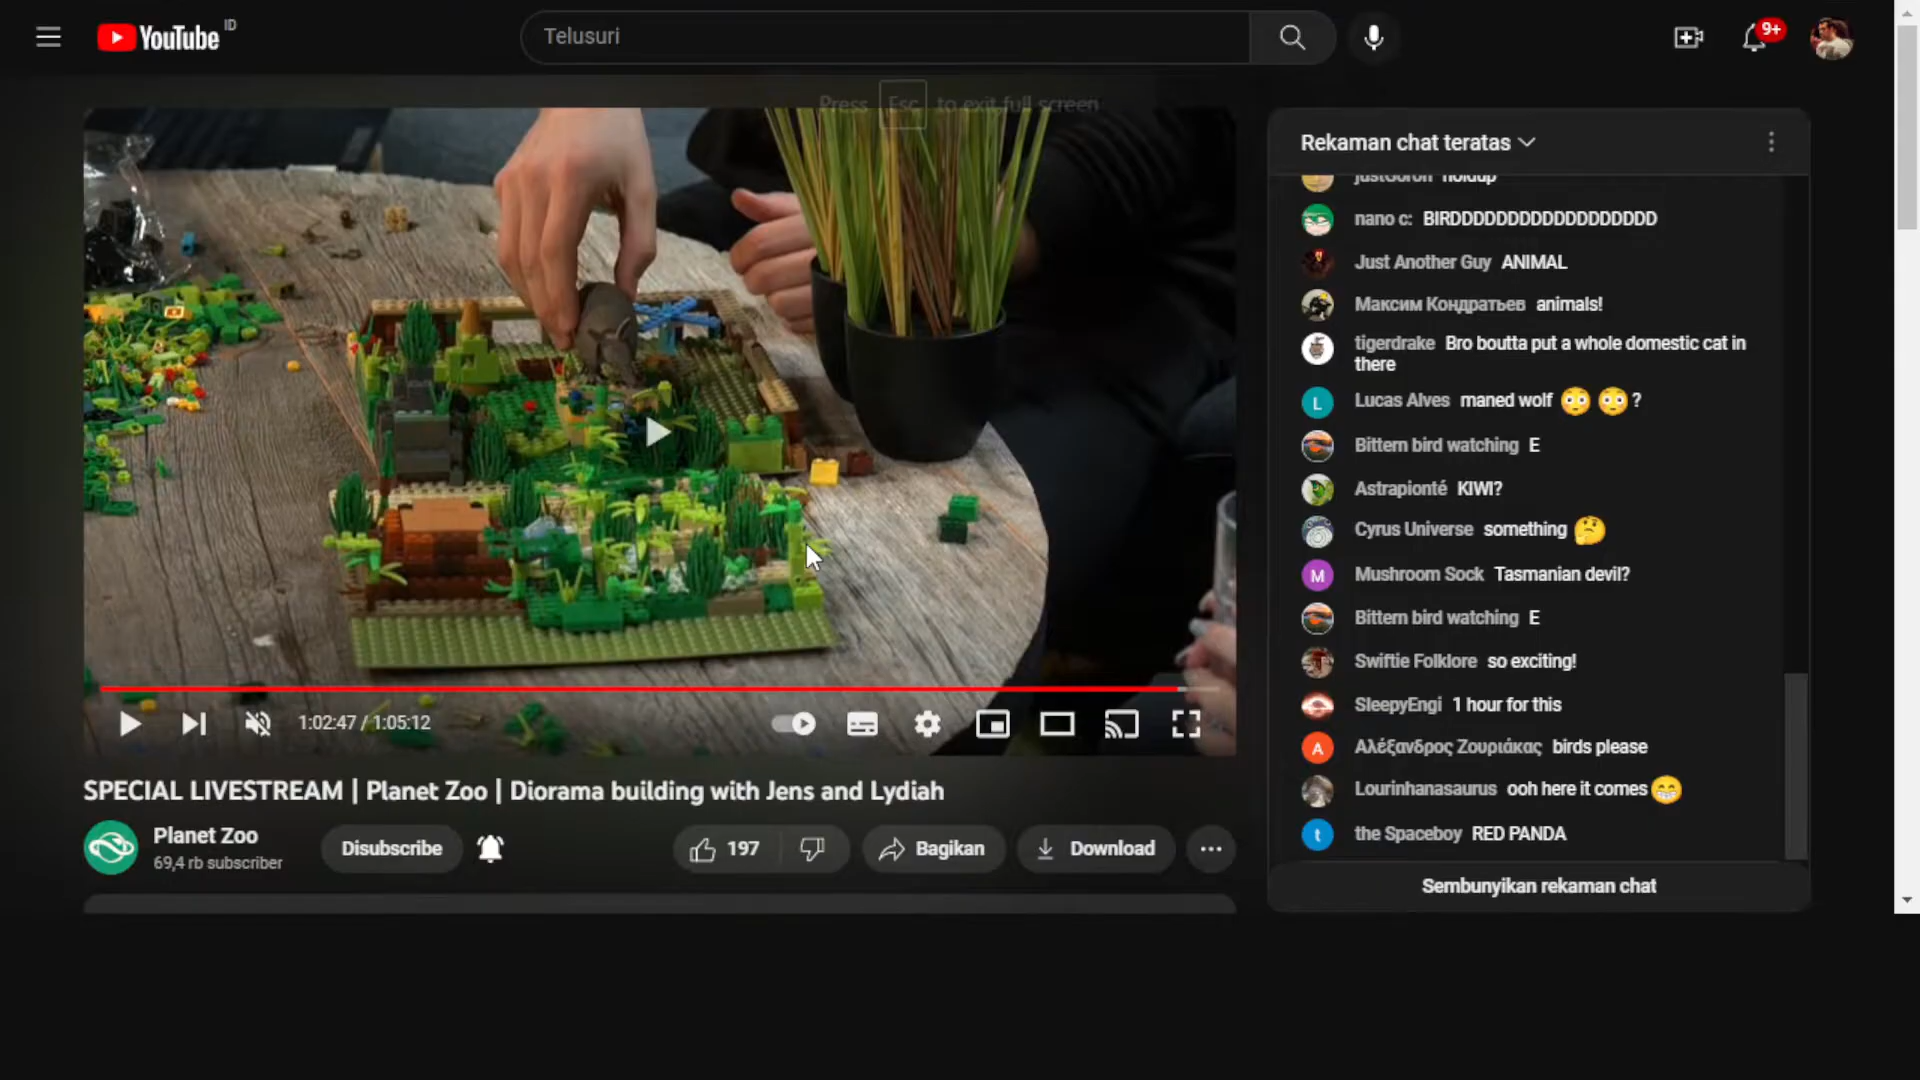 YouTube ID
Telusuri
9+
Press Esc to exit full screen
Rekaman chat teratas
justGoron holdup
nano c: BIRDDDDDDDDDDDDDDDDDD
Just Another Guy ANIMAL
Максим Кондратьев animals!
tigerdrake Bro boutta put a whole domestic cat in
there
L Lucas Alves maned wolf 😳 😳 ?
Bittern bird watching E
Astrapionté KIWI?
Cyrus Universe something 🤔
M Mushroom Sock Tasmanian devil?
Bittern bird watching E
Swiftie Folklore so exciting!
SleepyEngi 1 hour for this
A Αλέξανδρος Ζουριάκας birds please
Lourinhanasaurus ooh here it comes 😁
t the Spaceboy RED PANDA
Sembunyikan rekaman chat
1:02:47 / 1:05:12
SPECIAL LIVESTREAM | Planet Zoo | Diorama building with Jens and Lydiah
Planet Zoo
69,4 rb subscriber
Disubscribe
197
Bagikan
Download